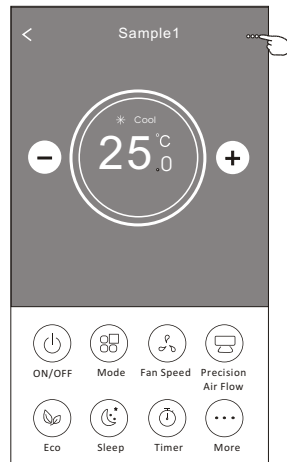 Sample1
Cool
25.0°C
ON/OFF Mode Fan Speed Precision Air Flow
Eco Sleep Timer More